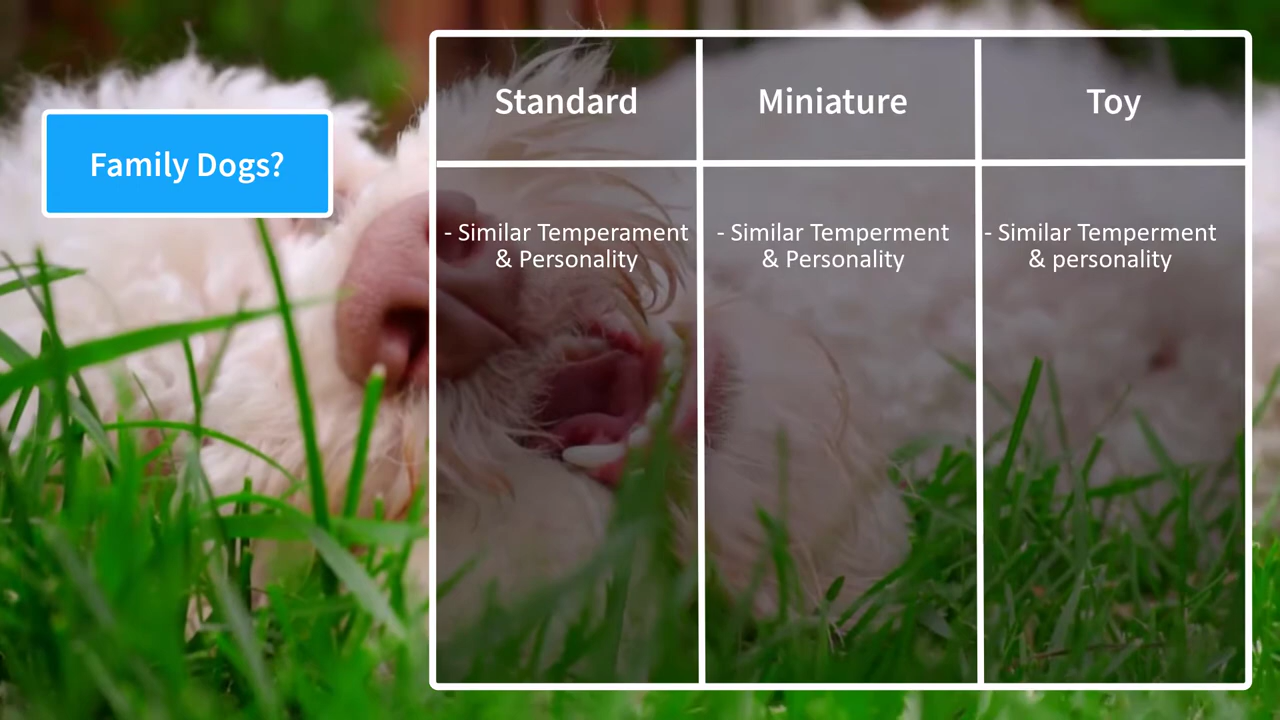 Family Dogs?
Standard
Miniature
Toy
- Similar Temperament
& Personality
- Similar Temperment
& Personality
- Similar Temperment
& personality